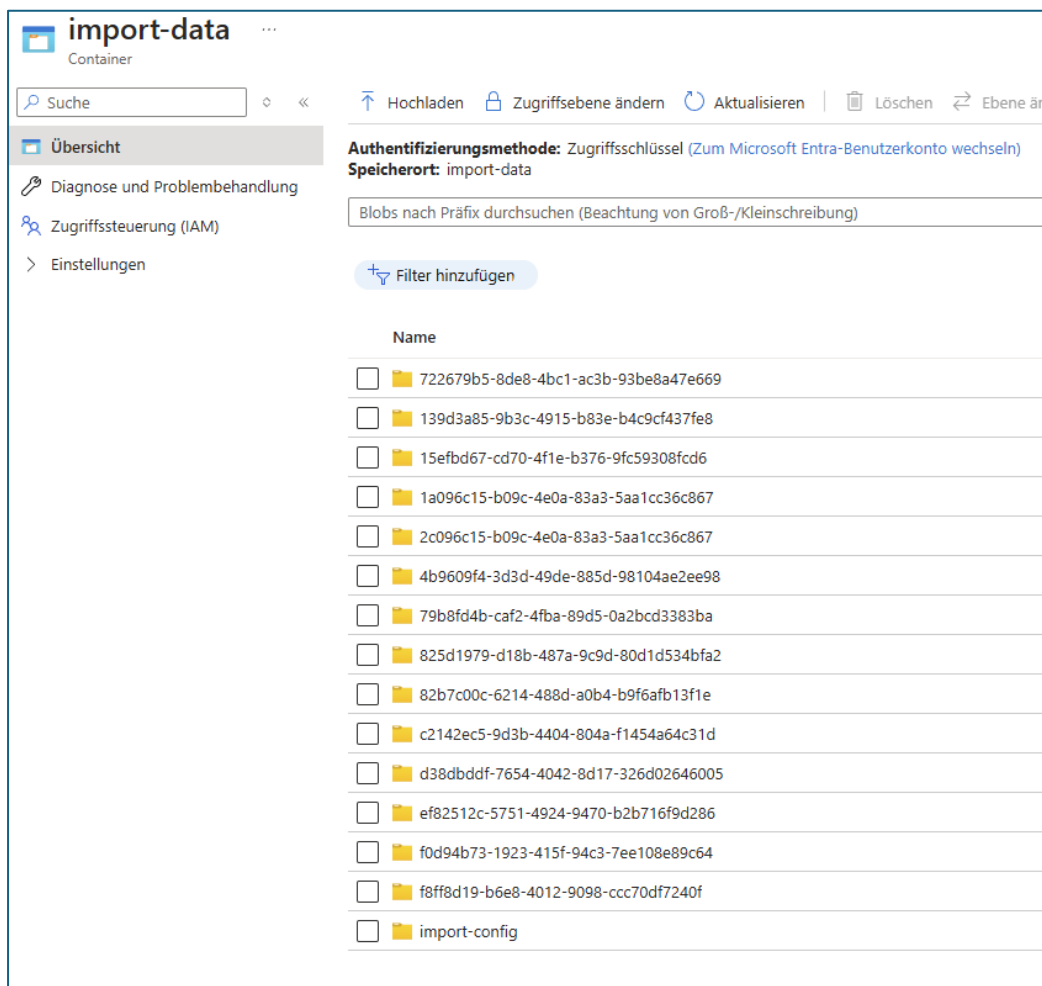 import-data ...
Container
Suche
Übersicht
Diagnose und Problembehandlung
Zugriffssteuerung (IAM)
Einstellungen
Hochladen Zugriffsebene ändern Aktualisieren Löschen Ebene än
Authentifizierungsmethode: Zugriffsschlüssel (Zum Microsoft Entra-Benutzerkonto wechseln)
Speicherort: import-data
Blobs nach Präfix durchsuchen (Beachtung von Groß-/Kleinschreibung)
Filter hinzufügen
Name
722679b5-8de8-4bc1-ac3b-93be8a47e669
139d3a85-9b3c-4915-b83e-b4c9cf437fe8
15efbd67-cd70-4f1e-b376-9fc59308fcd6
1a096c15-b09c-4e0a-83a3-5aa1cc36c867
2c096c15-b09c-4e0a-83a3-5aa1cc36c867
4b9609f4-3d3d-49de-885d-98104ae2ee98
79b8fd4b-caf2-4fba-89d5-0a2bcd3383ba
825d1979-d18b-487a-9c9d-80d1d534bfa2
82b7c00c-6214-488d-a0b4-b9f6afb13f1e
c2142ec5-9d3b-4404-804a-f1454a64c31d
d38dbddf-7654-4042-8d17-326d02646005
ef82512c-5751-4924-9470-b2b716f9d286
f0d94b73-1923-415f-94c3-7ee108e89c64
f8ff8d19-b6e8-4012-9098-ccc70df7240f
import-config